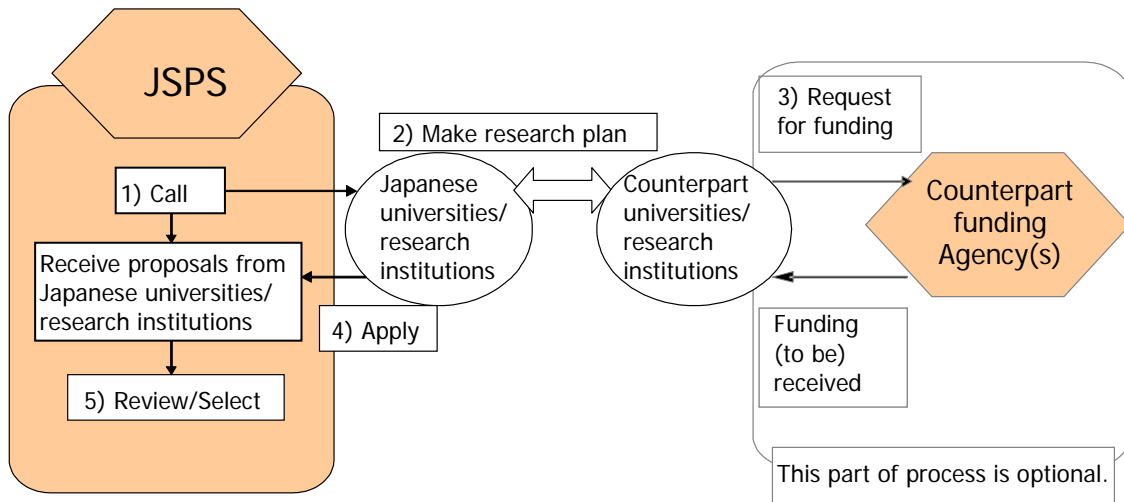 JSPS
1) Call
Receive proposals from
Japanese universities/
research institutions
5) Review/Select
2) Make research plan
Japanese
universities/
research
institutions
4) Apply
Counterpart
universities/
research
institutions
3) Request
for funding
Counterpart
funding
Agency(s)
Funding
(to be)
received
This part of process is optional.